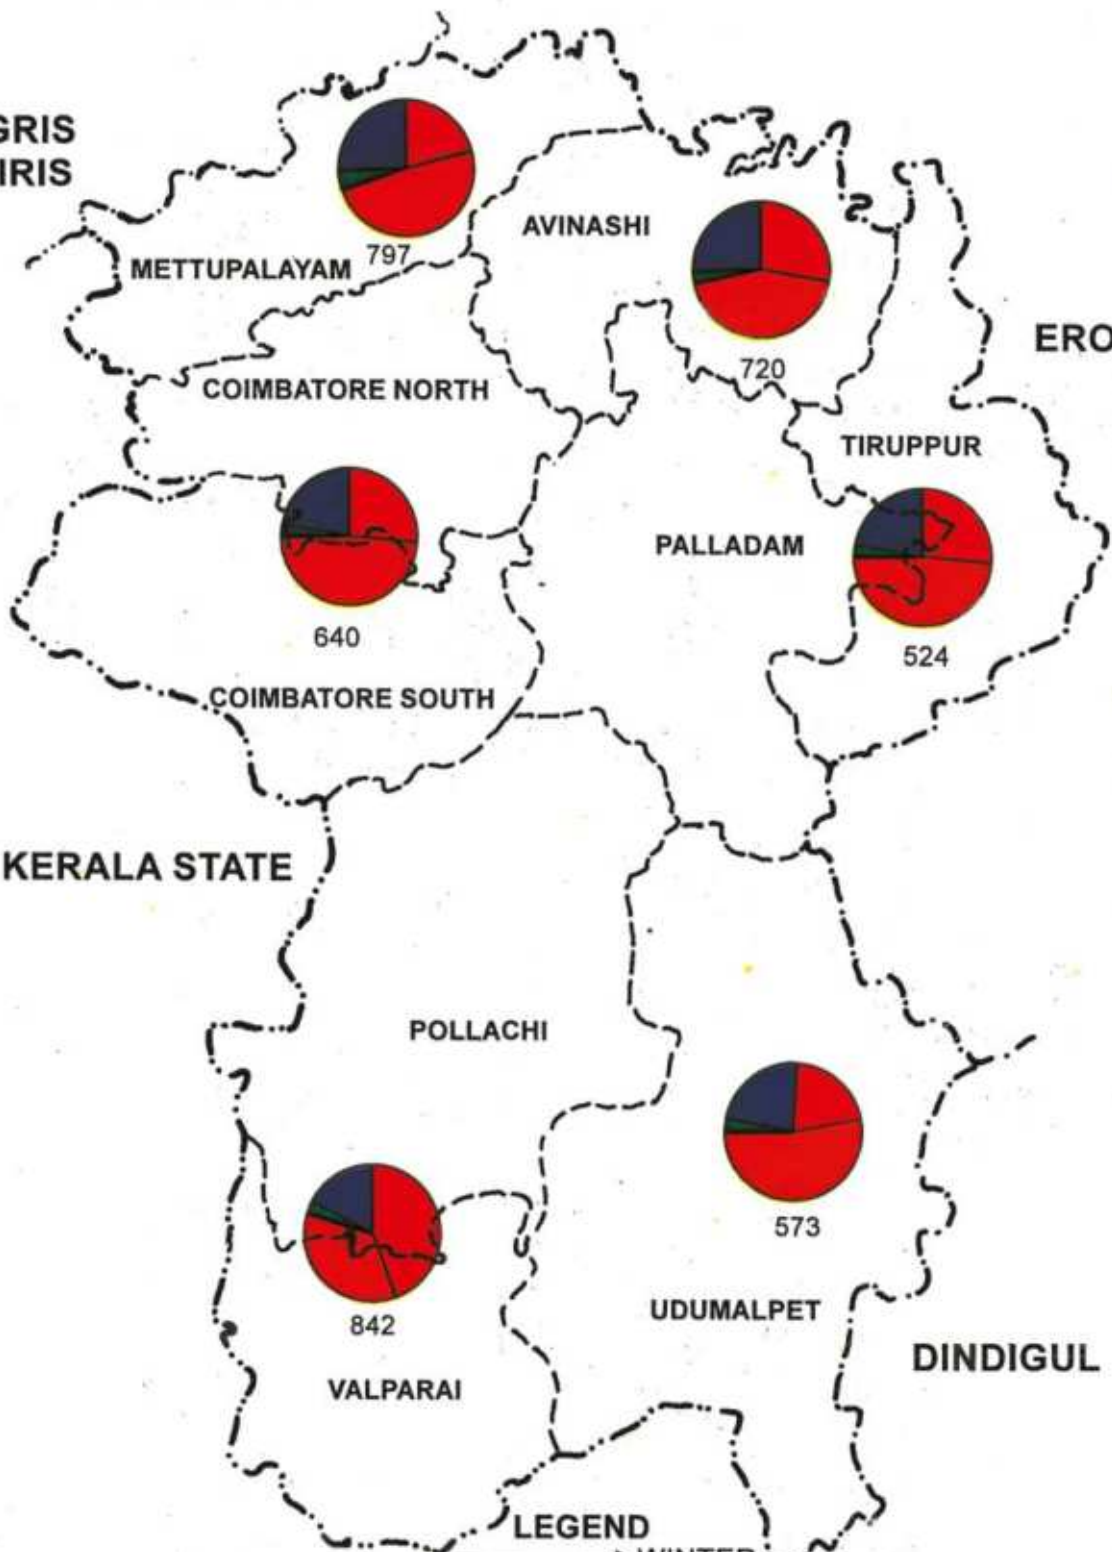 GRIS
IRIS
AVINASHI
METTUPALAYAM
797
ERO
720
COIMBATORE NORTH
TIRUPPUR
PALLADAM
640
524
COIMBATORE SOUTH
KERALA STATE
POLLACHI
573
842
UDUMALPET
DINDIGUL
VALPARAI
LEGEND
WINTER